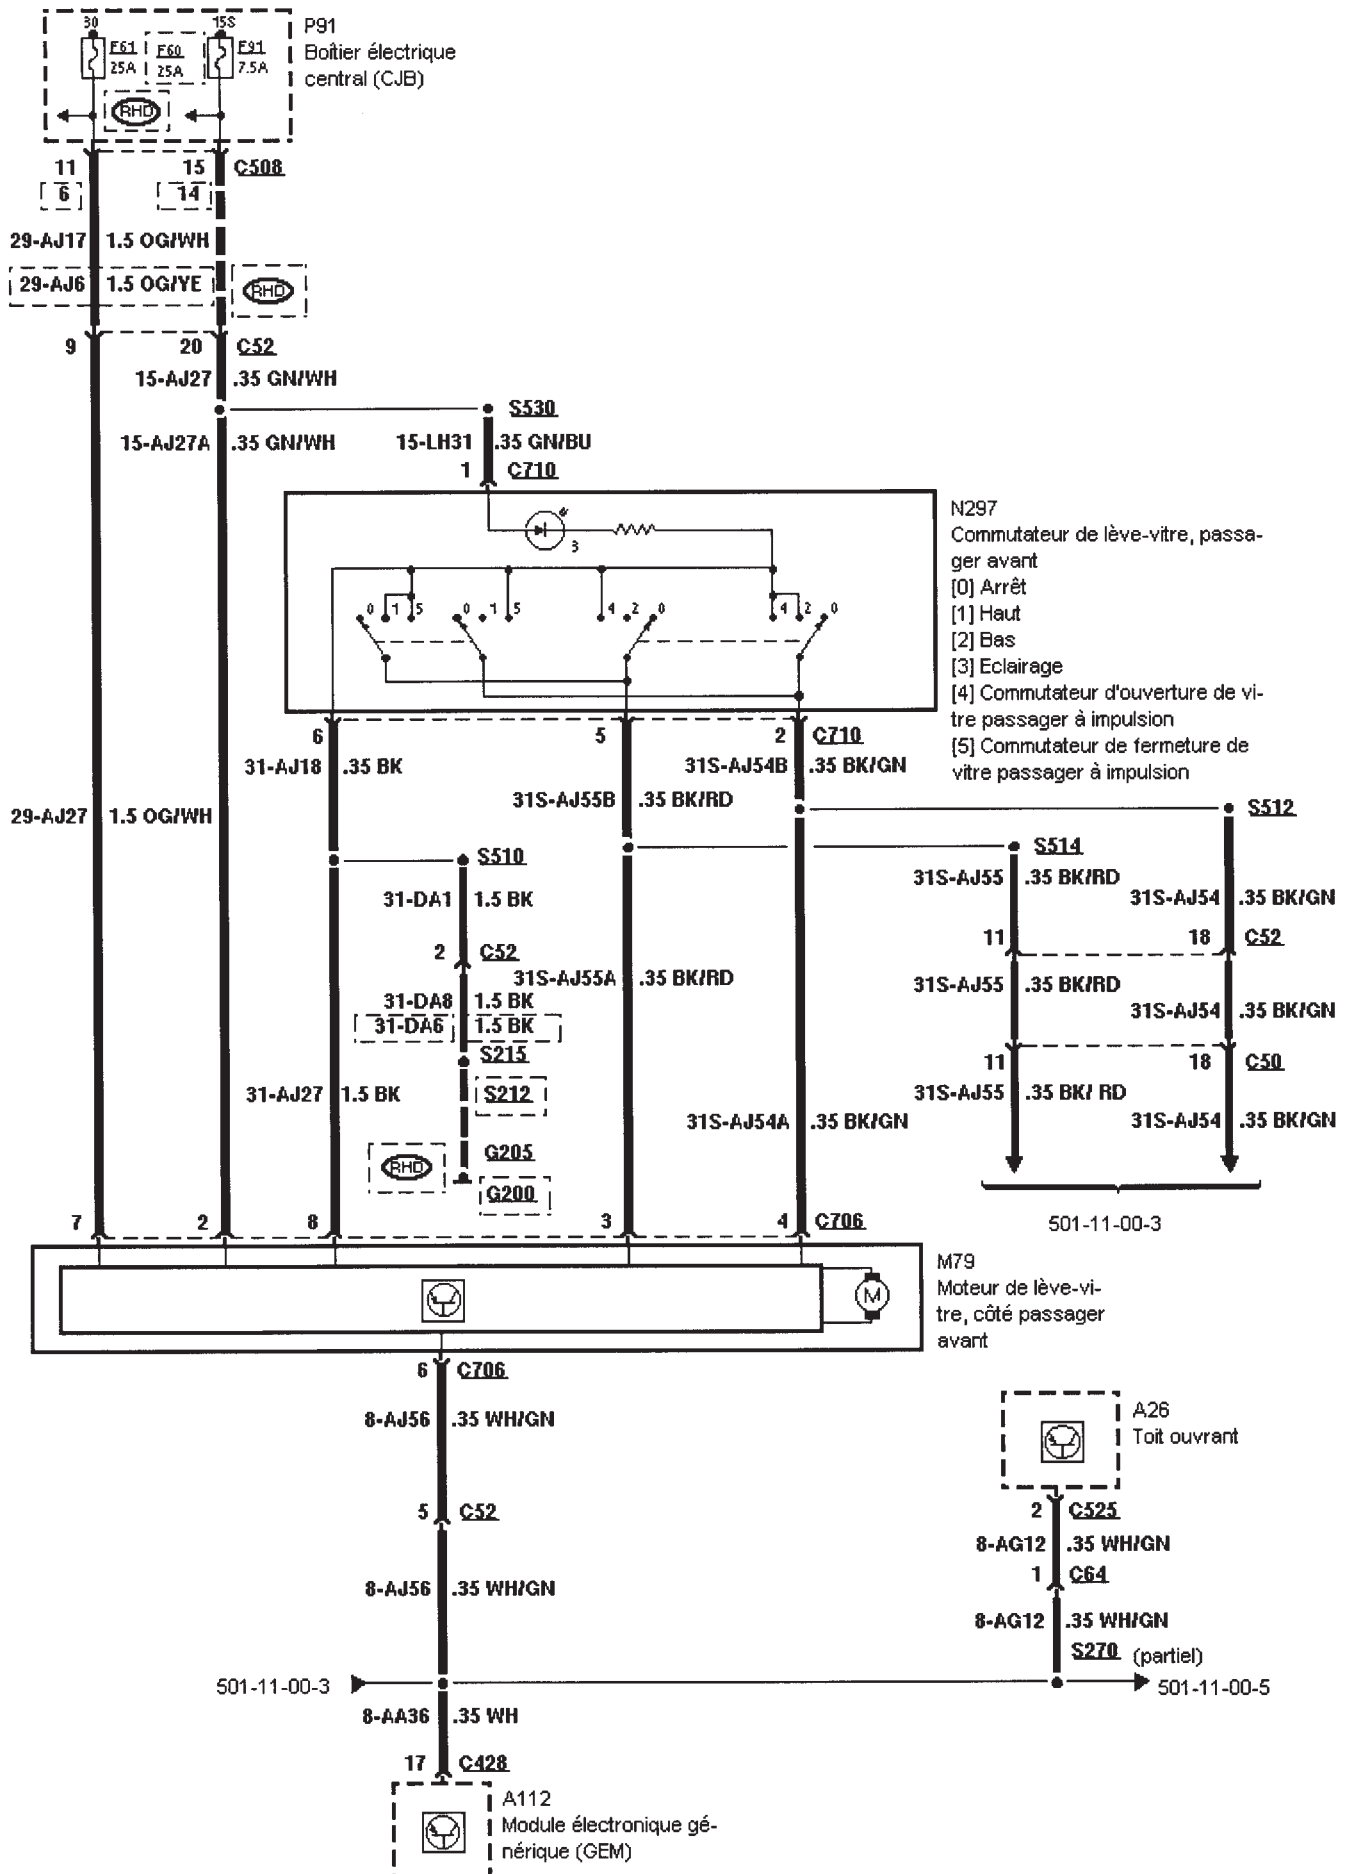 30 15S
P91
F61 F60 F91
Boîtier électrique
25A 25A 7.5A
central (CJB)
RHD
11 15 C508
6 14
29-AJ17 1.5 OG/WH
29-AJ6 1.5 OG/YE RHD
9 20 C52
15-AJ27 .35 GN/WH
S530
15-AJ27A .35 GN/WH 15-LH31 .35 GN/BU
1 C710
N297
Commutateur de lève-vitre, passa-
ger avant
[0] Arrêt
[1] Haut
[2] Bas
[3] Eclairage
[4] Commutateur d'ouverture de vi-
tre passager à impulsion
[5] Commutateur de fermeture de
vitre passager à impulsion
3
0 1 5 0 1 5 4 2 0 4 2 0
6 5 2 C710
31-AJ18 .35 BK 31S-AJ54B .35 BK/GN
31S-AJ55B .35 BK/RD
29-AJ27 1.5 OG/WH S512
S510 S514
31S-AJ55 .35 BK/RD
31-DA1 1.5 BK 31S-AJ54 .35 BK/GN
11 18 C52
2 C52
31S-AJ55A .35 BK/RD 31S-AJ55 .35 BK/RD
31-DA8 1.5 BK 31S-AJ54 .35 BK/GN
31-DA6 1.5 BK
S215 11 18 C50
31-AJ27 1.5 BK S212 31S-AJ55 .35 BK/ RD
31S-AJ54A .35 BK/GN 31S-AJ54 .35 BK/GN
G205
RHD
G200
7 2 8 3 4 C706 501-11-00-3
M79
Moteur de lève-vi-
tre, côté passager
avant
M
6 C706
8-AJ56 .35 WH/GN
A26
Toit ouvrant
5 C52 2 C525
8-AG12 .35 WH/GN
1 C64
8-AJ56 .35 WH/GN
8-AG12 .35 WH/GN
S270 (partiel)
501-11-00-3 501-11-00-5
8-AA36 .35 WH
17 C428
A112
Module électronique gé-
nérique (GEM)